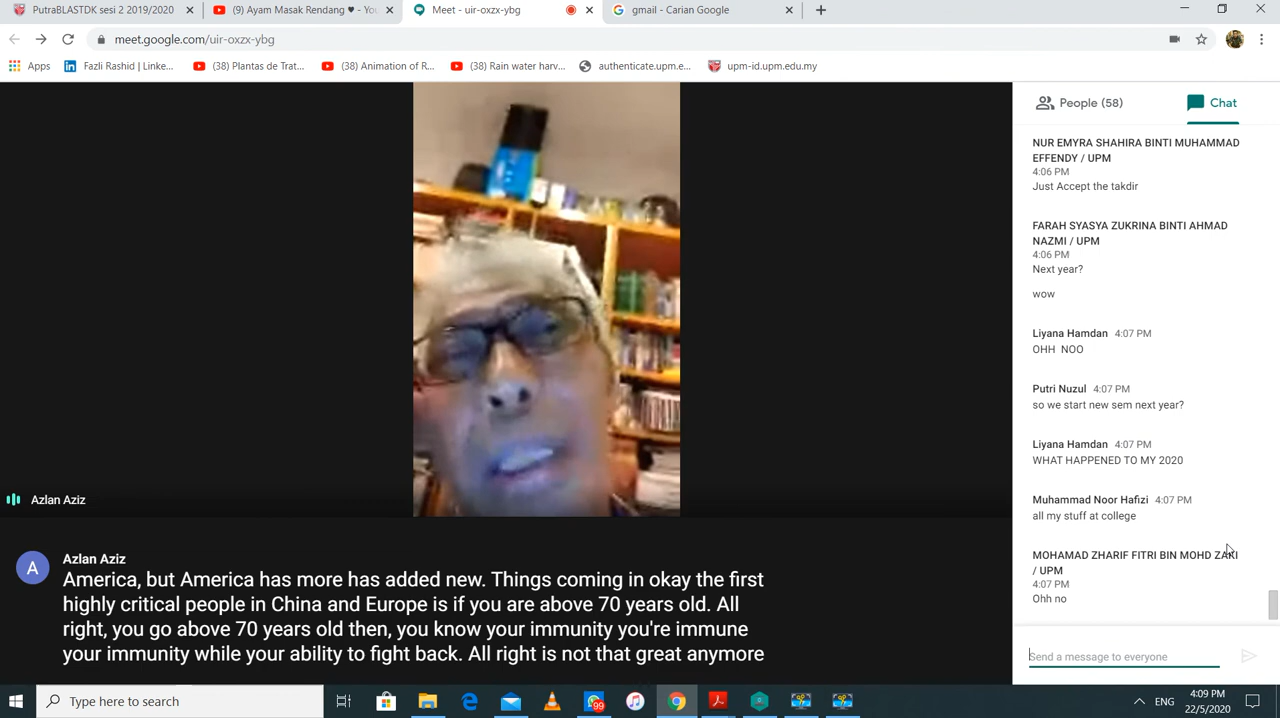 PutraBLASTDK sesi 2 2019/2020
(9) Ayam Masak Rendang ♥ - You
Meet - uir-oxzx-ybg
gmail - Carian Google
meet.google.com/uir-oxzx-ybg
Apps
Fazli Rashid | Linke...
(38) Plantas de Trat...
(38) Animation of R...
(38) Rain water harv...
authenticate.upm.e...
upm-id.upm.edu.my
People (58)
Chat
NUR EMYRA SHAHIRA BINTI MUHAMMAD
EFFENDY / UPM
4:06 PM
Just Accept the takdir
FARAH SYASYA ZUKRINA BINTI AHMAD
NAZMI / UPM
4:06 PM
Next year?
wow
Liyana Hamdan 4:07 PM
OHH NOO
Putri Nuzul 4:07 PM
so we start new sem next year?
Liyana Hamdan 4:07 PM
WHAT HAPPENED TO MY 2020
Muhammad Noor Hafizi 4:07 PM
all my stuff at college
MOHAMAD ZHARIF FITRI BIN MOHD ZAKI
/ UPM
4:07 PM
Ohh no
Send a message to everyone
Azlan Aziz
A
Azlan Aziz
America, but America has more has added new. Things coming in okay the first
highly critical people in China and Europe is if you are above 70 years old. All
right, you go above 70 years old then, you know your immunity you're immune
your immunity while your ability to fight back. All right is not that great anymore
Type here to search
99
ENG
4:09 PM
22/5/2020